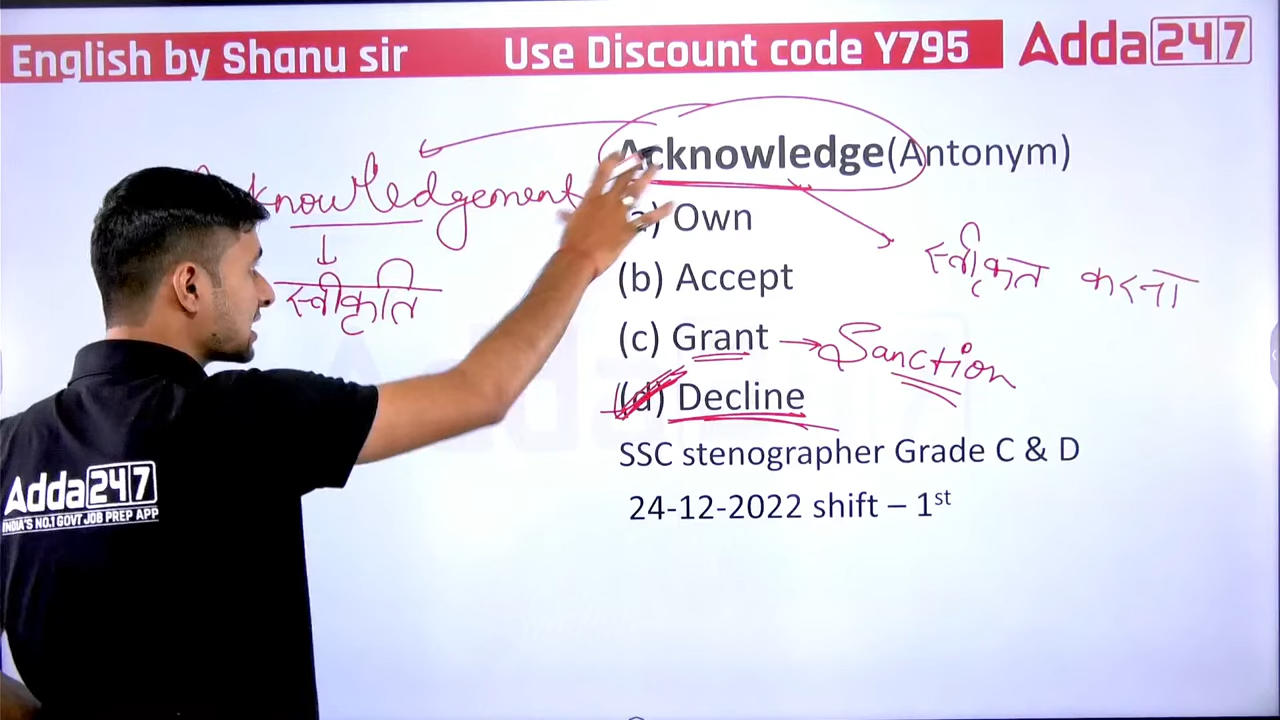 English by Shanu sir
Use Discount code Y795
Adda247
Acknowledge(Antonym)
Acknowledgement
स्वीकृति
(a) Own
स्वीकृत करना
(b) Accept
(c) Grant → Sanction
(d) Decline
SSC stenographer Grade C & D
24-12-2022 shift – 1st
Adda247
INDIA'S NO.1 GOVT JOB PREP APP